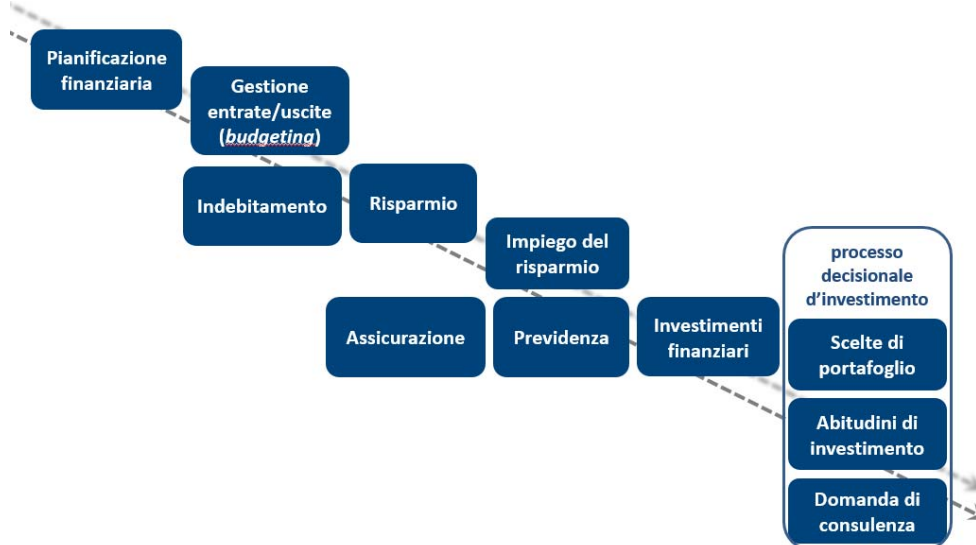 Pianificazione
finanziaria
Gestione
entrate/uscite
(budgeting)
Indebitamento
Risparmio
Impiego del
risparmio
Assicurazione
Previdenza
Investimenti
finanziari
processo
decisionale
d’investimento
Scelte di
portafoglio
Abitudini di
investimento
Domanda di
consulenza